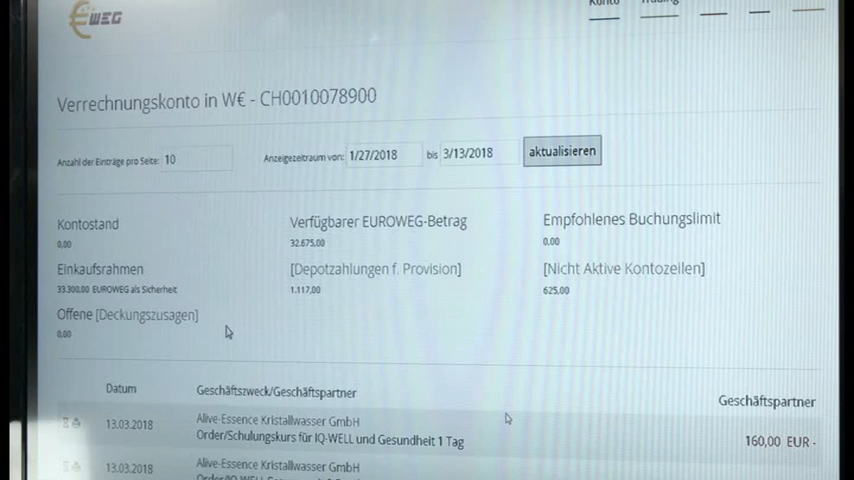 €WEG
Konto Trading
Verrechnungskonto in W€ - CH0010078900
Anzahl der Einträge pro Seite: 10 Anzeigezeitraum von: 1/27/2018 bis 3/13/2018 aktualisieren
Kontostand Verfügbarer EUROWEG-Betrag Empfohlenes Buchungslimit
0,00 32.675,00 0,00
Einkaufsrahmen [Depotzahlungen f. Provision] [Nicht Aktive Kontozeilen]
33.300,00 EUROWEG als Sicherheit 1.117,00 625,00
Offene [Deckungszusagen]
0,00
Datum Geschäftszweck/Geschäftspartner Geschäftspartner
13.03.2018 Alive-Essence Kristallwasser GmbH
Order/Schulungskurs für IQ-WELL und Gesundheit 1 Tag 160,00 EUR -
13.03.2018 Alive-Essence Kristallwasser GmbH